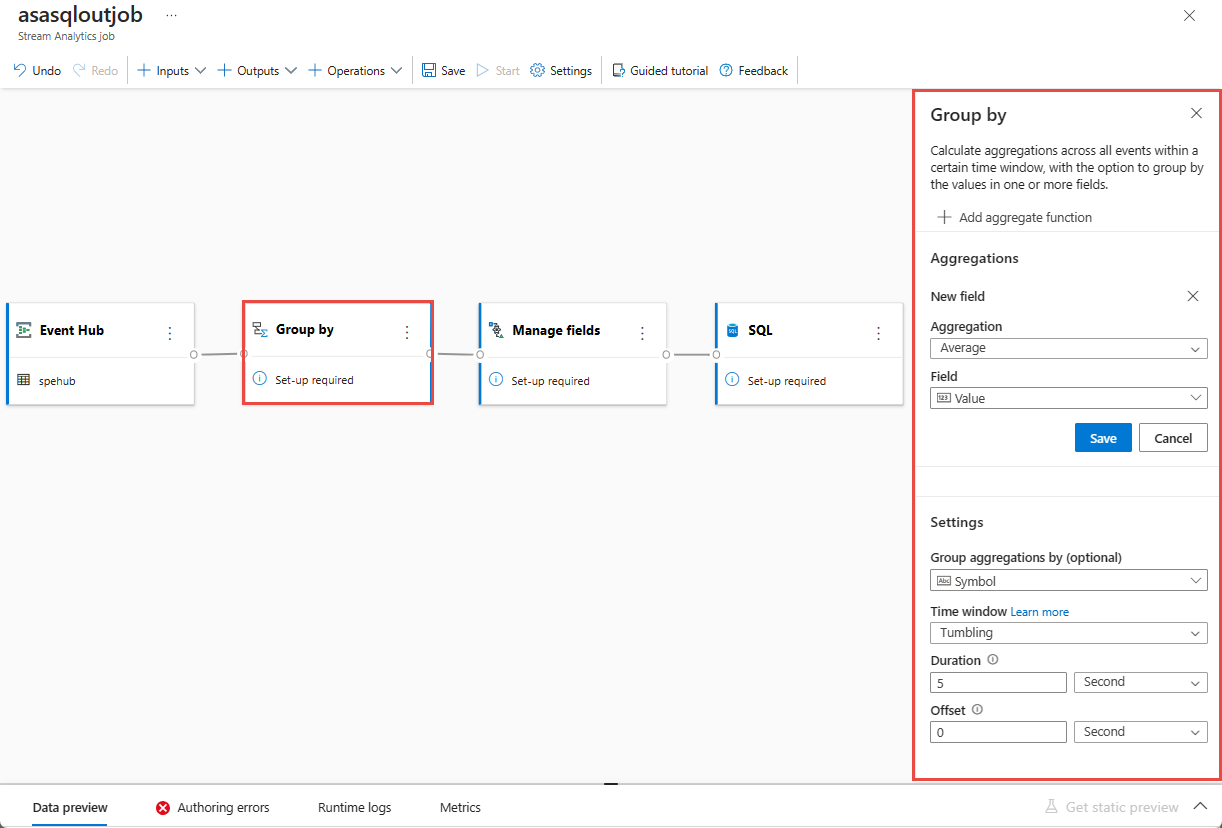 asasqloutjob ...
Stream Analytics job
Undo Redo Inputs Outputs Operations Save Start Settings Guided tutorial Feedback
Event Hub
spehub
Group by
Set-up required
Manage fields
Set-up required
SQL
SQL
Set-up required
Group by
Calculate aggregations across all events within a
certain time window, with the option to group by
the values in one or more fields.
Add aggregate function
Aggregations
New field
Aggregation
Average
Field
123 Value
Save Cancel
Settings
Group aggregations by (optional)
Abc Symbol
Time window Learn more
Tumbling
Duration
5 Second
Offset
0 Second
Data preview Authoring errors Runtime logs Metrics Get static preview